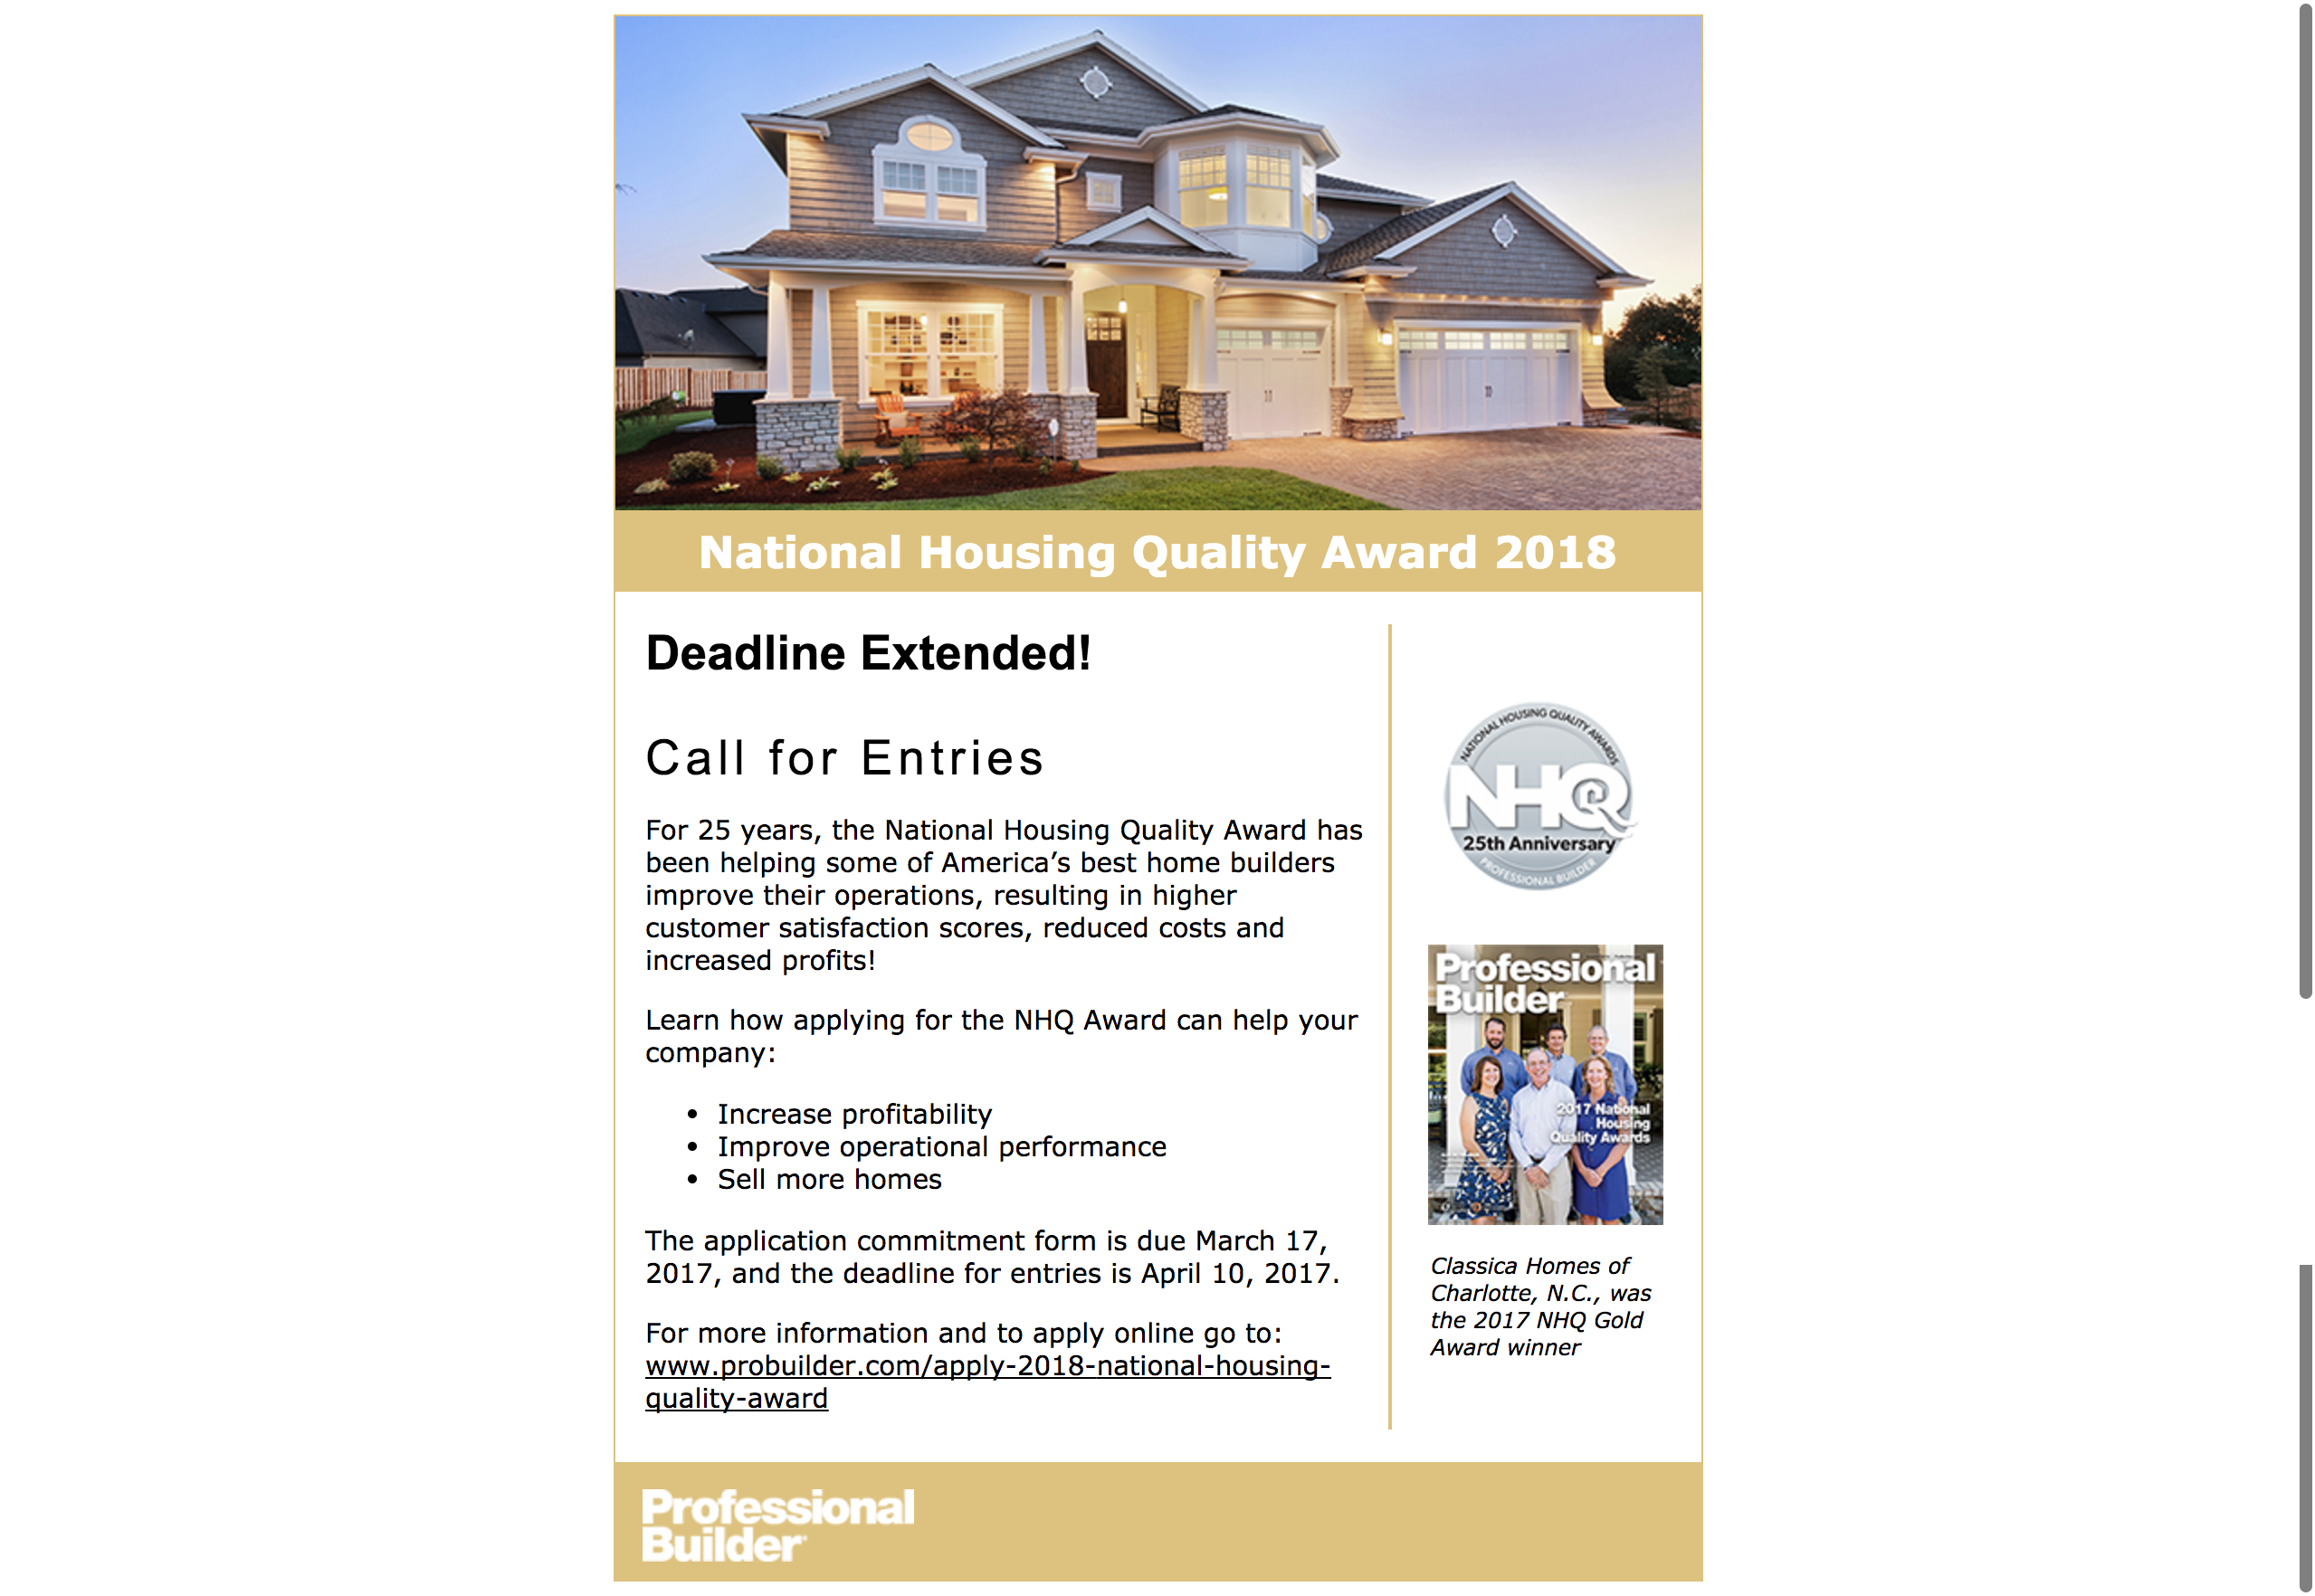 National Housing Quality Award 2018
Deadline Extended!
Call for Entries
For 25 years, the National Housing Quality Award has
been helping some of America’s best home builders
improve their operations, resulting in higher
customer satisfaction scores, reduced costs and
increased profits!
Learn how applying for the NHQ Award can help your
company:
• Increase profitability
• Improve operational performance
• Sell more homes
The application commitment form is due March 17,
2017, and the deadline for entries is April 10, 2017.
For more information and to apply online go to:
www.probuilder.com/apply-2018-national-housing-
quality-award
NATIONAL HOUSING QUALITY AWARDS
NHQ
25th Anniversary
PROFESSIONAL BUILDER
Professional
Builder
2017 National
Housing
Quality Awards
Classica Homes of
Charlotte, N.C., was
the 2017 NHQ Gold
Award winner
Professional
Builder